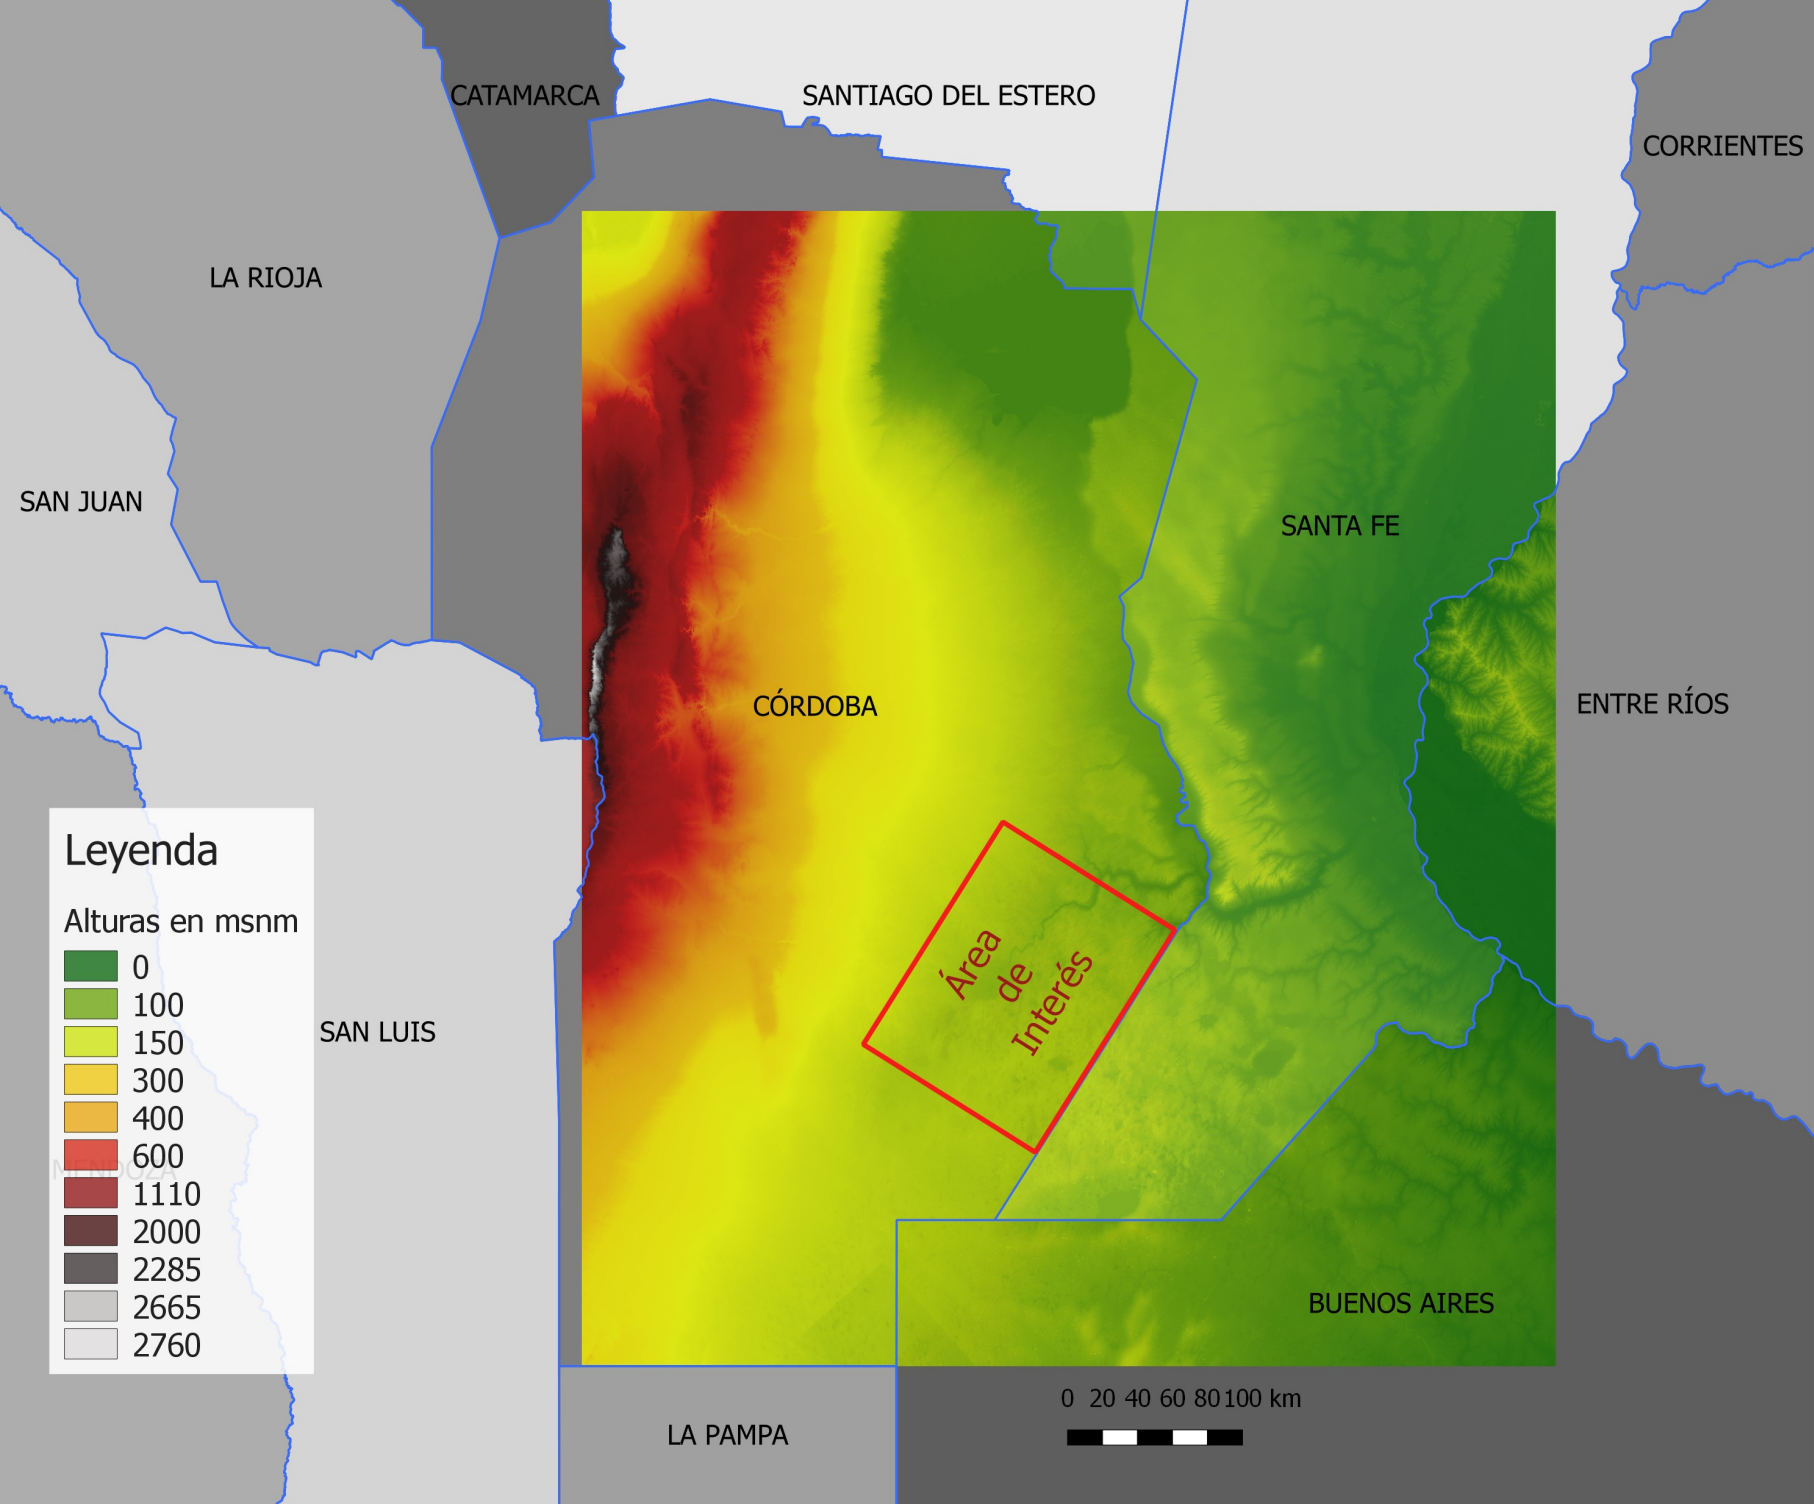 CATAMARCA
SANTIAGO DEL ESTERO
CORRIENTES
LA RIOJA
SAN JUAN
SANTA FE
CÓRDOBA
ENTRE RÍOS
Leyenda
Alturas en msnm
0
100
150
300
400
600
1110
2000
2285
2665
2760
MENDOZA
SAN LUIS
Área
de
Interés
BUENOS AIRES
LA PAMPA
0 20 40 60 80 100 km